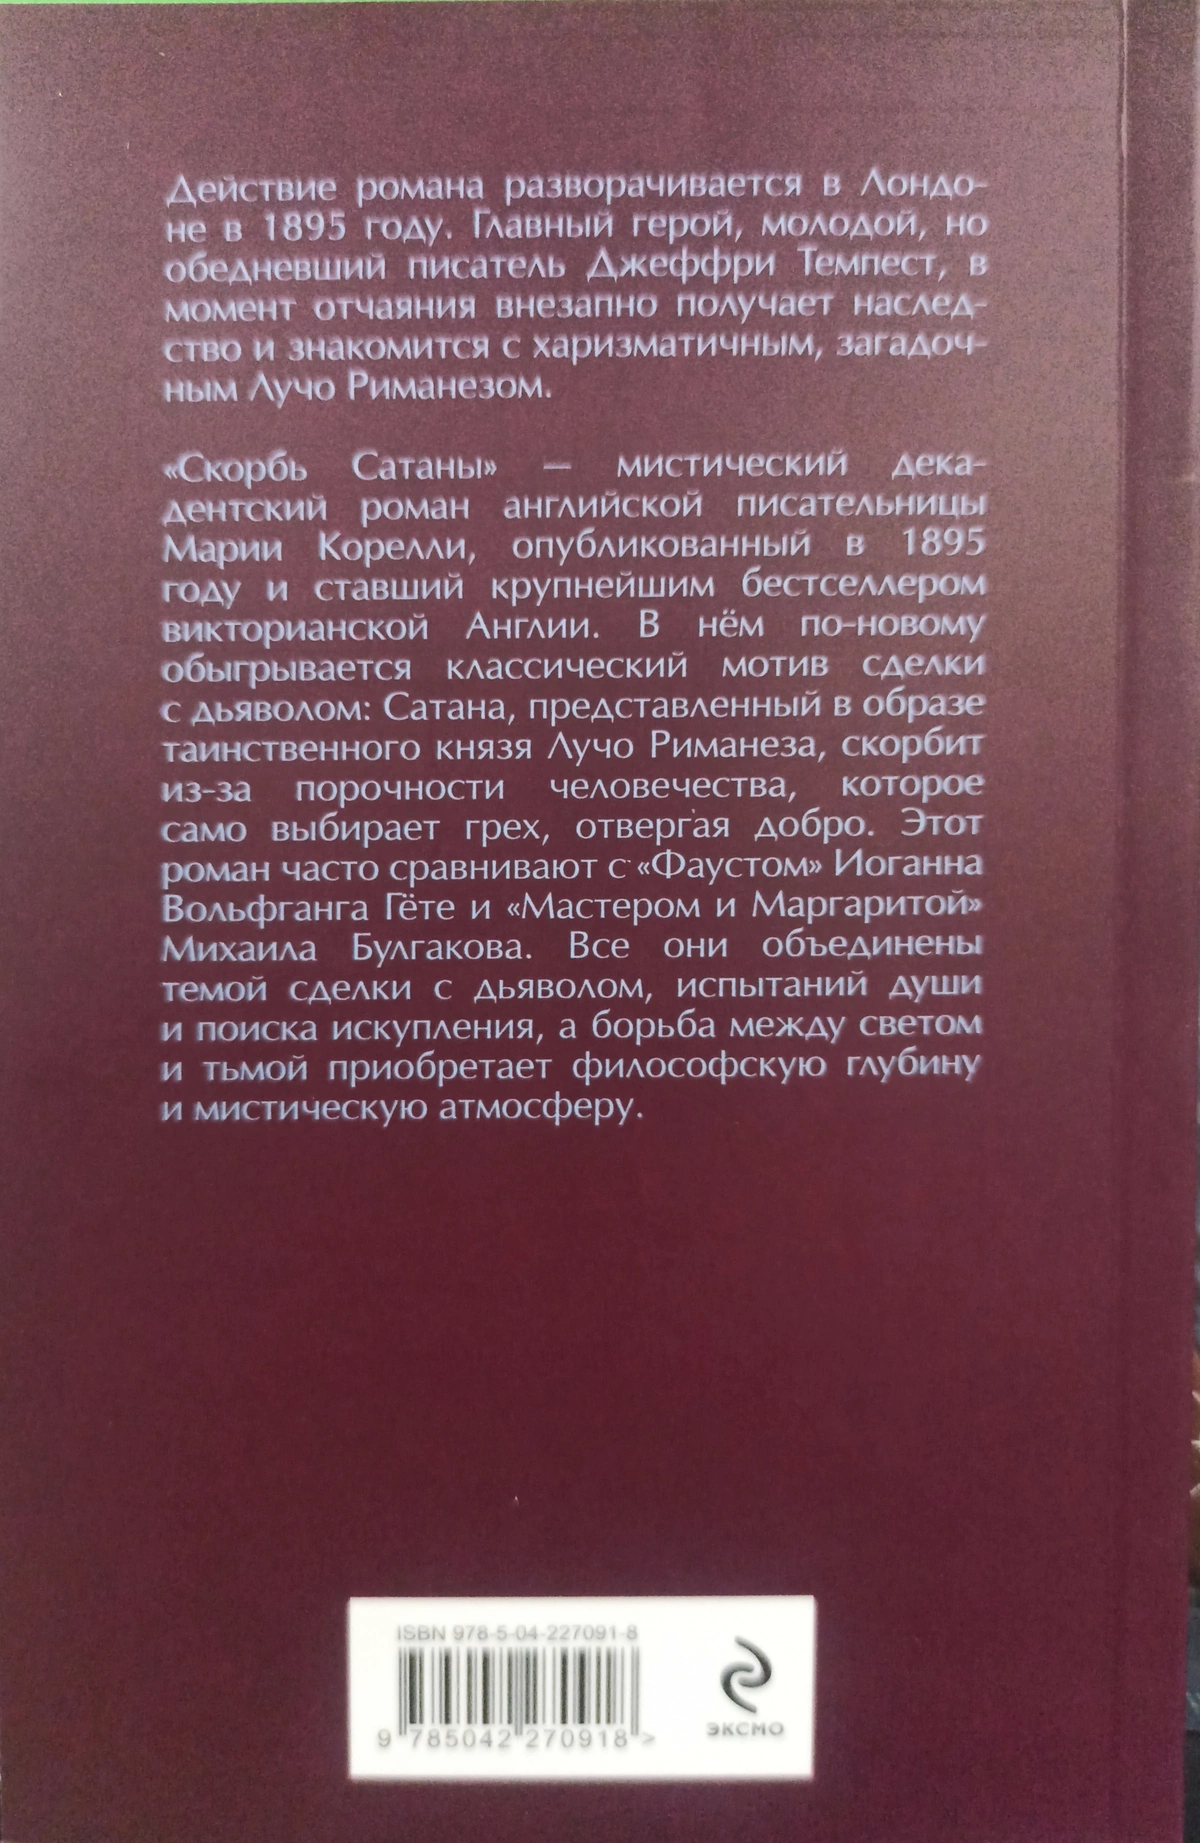 Действие романа разворачивается в Лондо-
не в 1895 году. Главный герой, молодой, но
обедневший писатель Джеффри Темпест, в
момент отчаяния внезапно получает наслед-
ство и знакомится с харизматичным, загадоч-
ным Лучо Риманезом.
«Скорбь Сатаны» — мистический дека-
дентский роман английской писательницы
Марии Корелли, опубликованный в 1895
году и ставший крупнейшим бестселлером
викторианской Англии. В нём по-новому
обыгрывается классический мотив сделки
с дьяволом: Сатана, представленный в образе
таинственного князя Лучо Риманеза, скорбит
из-за порочности человечества, которое
само выбирает грех, отвергая добро. Этот
роман часто сравнивают с «Фаустом» Иоганна
Вольфганга Гёте и «Мастером и Маргаритой»
Михаила Булгакова. Все они объединены
темой сделки с дьяволом, испытаний души
и поиска искупления, а борьба между светом
и тьмой приобретает философскую глубину
и мистическую атмосферу.
ISBN 978-5-04-227091-8
9 785042 270918 >
ЭКСМО